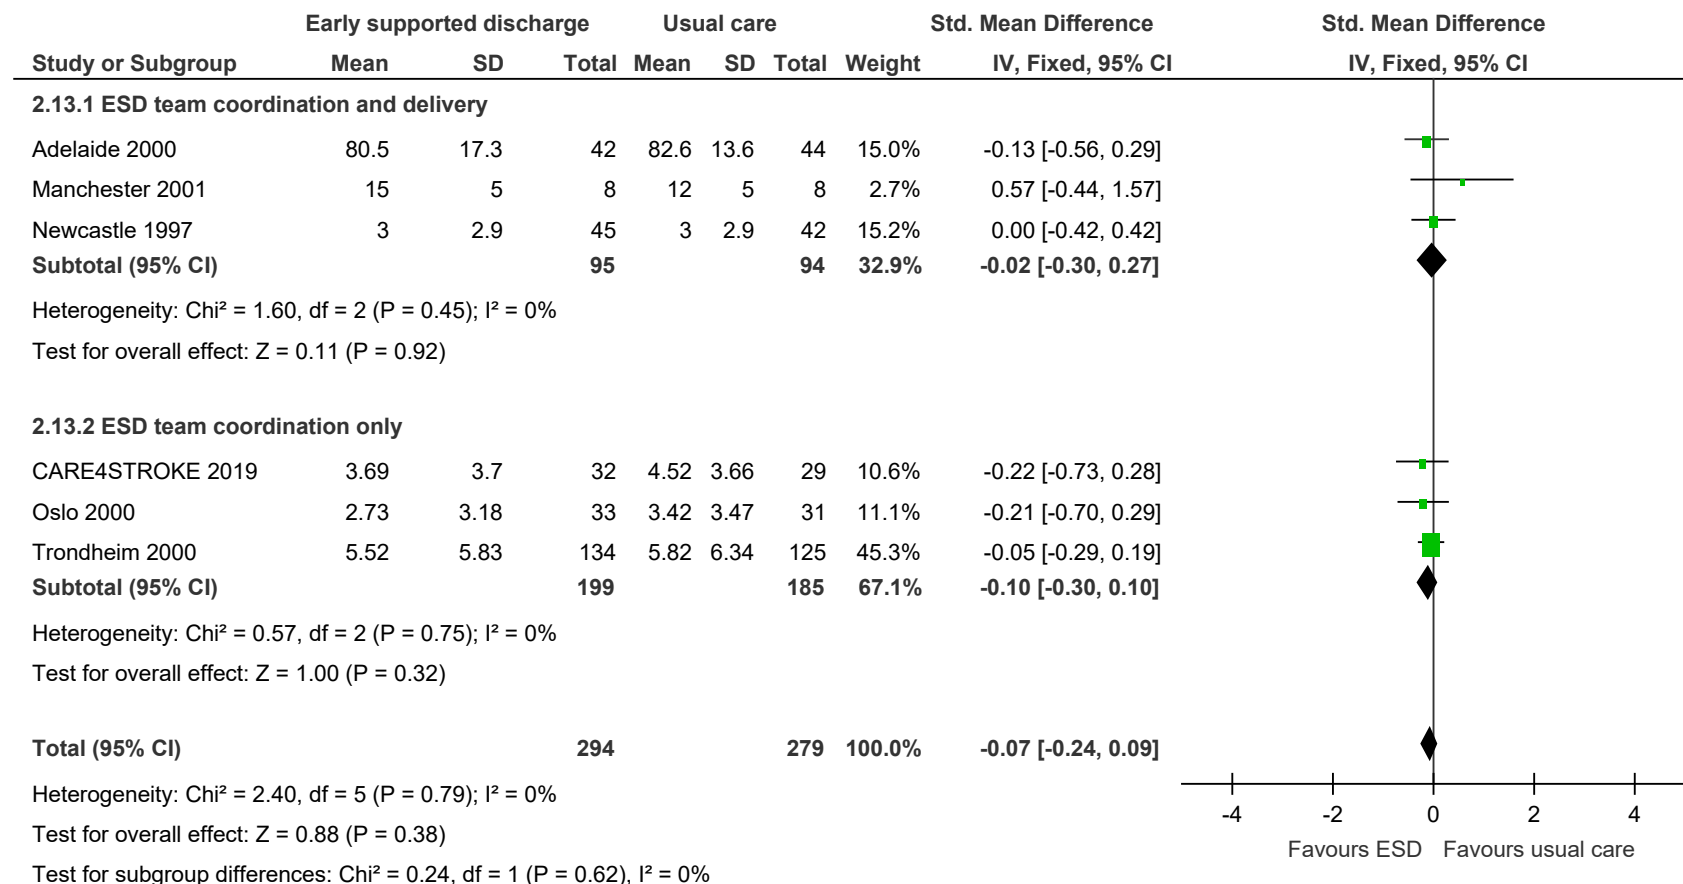 Early supported discharge Usual care Std. Mean Difference Std. Mean Difference
Study or Subgroup Mean SD Total Mean SD Total Weight IV, Fixed, 95% CI IV, Fixed, 95% CI
2.13.1 ESD team coordination and delivery
Adelaide 2000 80.5 17.3 42 82.6 13.6 44 15.0% -0.13 [-0.56, 0.29]
Manchester 2001 15 5 8 12 5 8 2.7% 0.57 [-0.44, 1.57]
Newcastle 1997 3 2.9 45 3 2.9 42 15.2% 0.00 [-0.42, 0.42]
Subtotal (95% CI) 95 94 32.9% -0.02 [-0.30, 0.27]
Heterogeneity: Chi² = 1.60, df = 2 (P = 0.45); I² = 0%
Test for overall effect: Z = 0.11 (P = 0.92)
2.13.2 ESD team coordination only
CARE4STROKE 2019 3.69 3.7 32 4.52 3.66 29 10.6% -0.22 [-0.73, 0.28]
Oslo 2000 2.73 3.18 33 3.42 3.47 31 11.1% -0.21 [-0.70, 0.29]
Trondheim 2000 5.52 5.83 134 5.82 6.34 125 45.3% -0.05 [-0.29, 0.19]
Subtotal (95% CI) 199 185 67.1% -0.10 [-0.30, 0.10]
Heterogeneity: Chi² = 0.57, df = 2 (P = 0.75); I² = 0%
Test for overall effect: Z = 1.00 (P = 0.32)
Total (95% CI) 294 279 100.0% -0.07 [-0.24, 0.09]
Heterogeneity: Chi² = 2.40, df = 5 (P = 0.79); I² = 0%
Test for overall effect: Z = 0.88 (P = 0.38)
Test for subgroup differences: Chi² = 0.24, df = 1 (P = 0.62), I² = 0%
-4 -2 0 2 4
Favours ESD Favours usual care